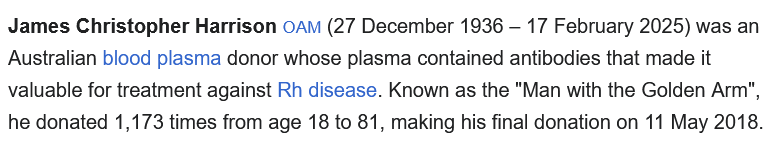 James Christopher Harrison OAM (27 December 1936 – 17 February 2025) was an
Australian blood plasma donor whose plasma contained antibodies that made it
valuable for treatment against Rh disease. Known as the "Man with the Golden Arm",
he donated 1,173 times from age 18 to 81, making his final donation on 11 May 2018.